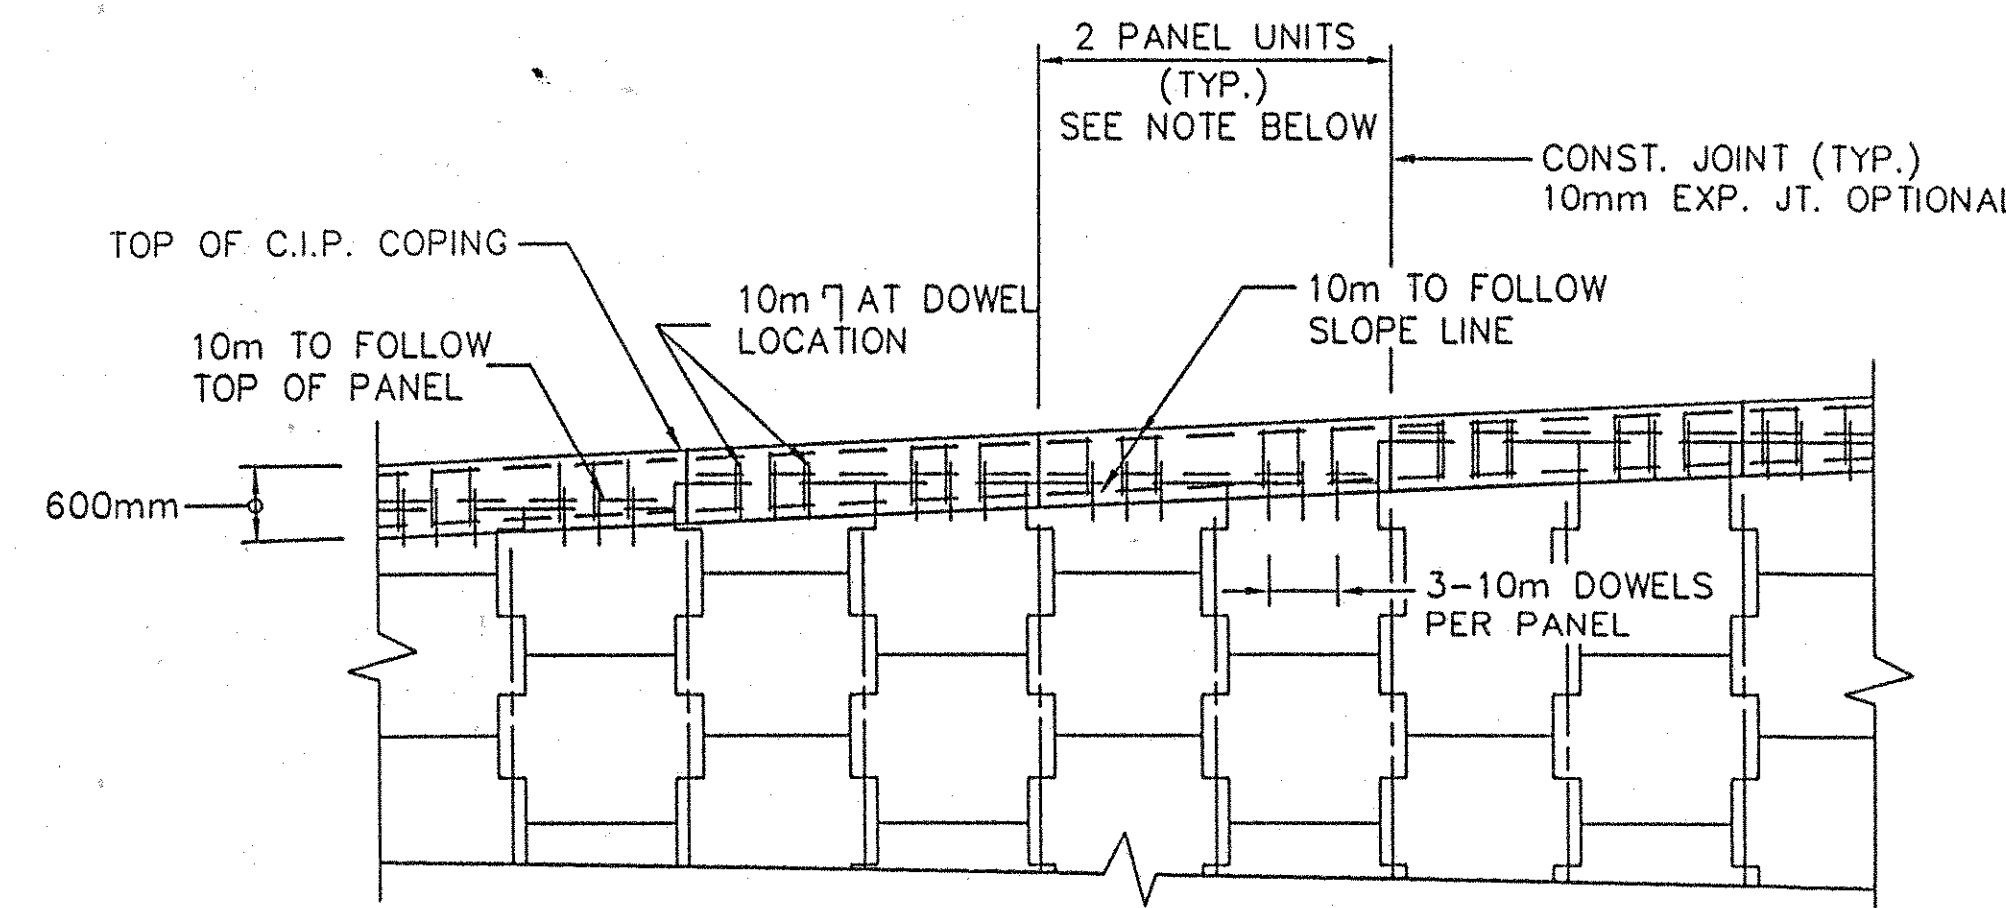 2 PANEL UNITS
(TYP.)
SEE NOTE BELOW
CONST. JOINT (TYP.)
10mm EXP. JT. OPTIONAL
TOP OF C.I.P. COPING
10m AT DOWEL
LOCATION
10m TO FOLLOW
SLOPE LINE
10m TO FOLLOW
TOP OF PANEL
600mm
3-10m DOWELS
PER PANEL